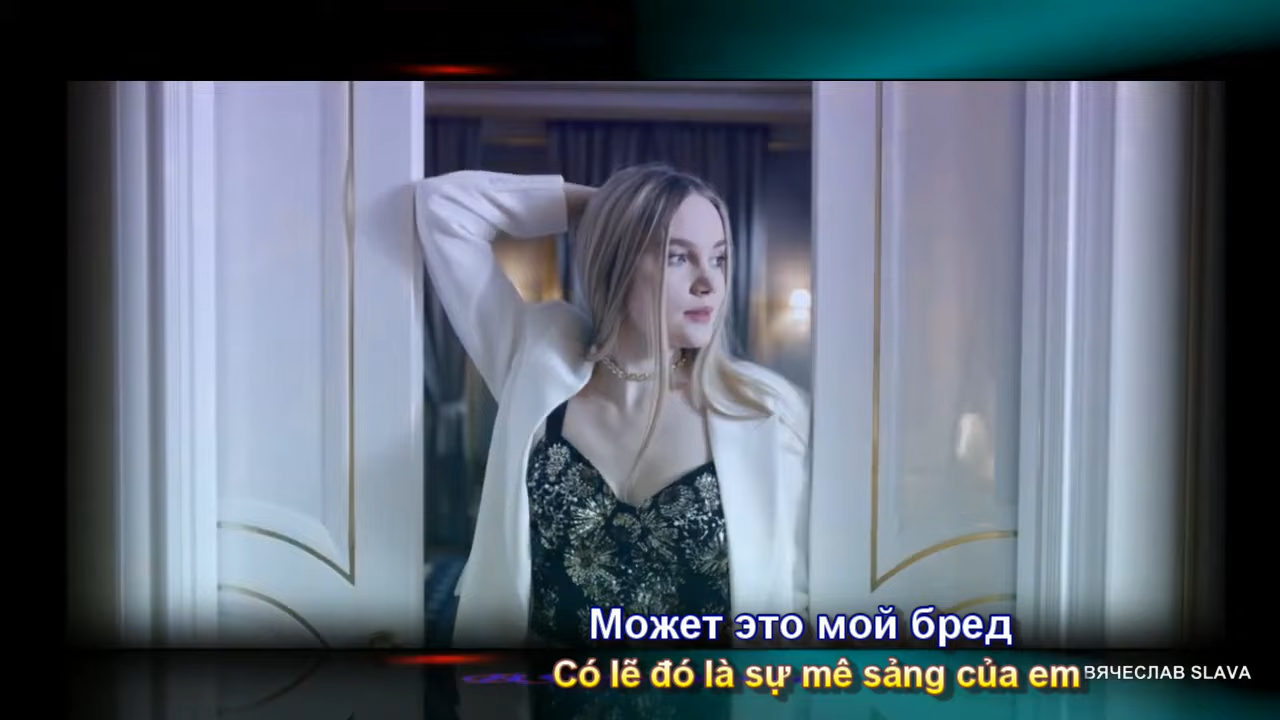 Может это мой бред
Có lẽ đó là sự mê sảng của em
ВЯЧЕСЛАВ SLAVA